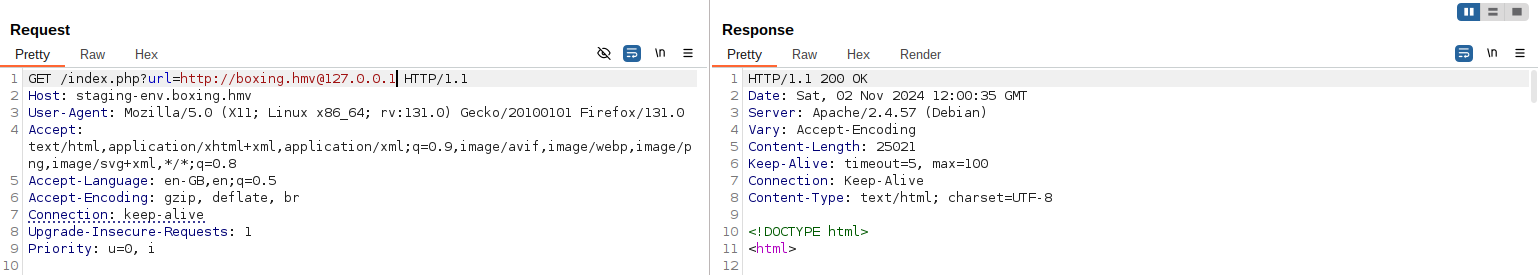 Request
Pretty Raw Hex
\n
1 GET /index.php?url=http://boxing.hmv@127.0.0.1 HTTP/1.1
2 Host: staging-env.boxing.hmv
3 User-Agent: Mozilla/5.0 (X11; Linux x86_64; rv:131.0) Gecko/20100101 Firefox/131.0
4 Accept:
text/html,application/xhtml+xml,application/xml;q=0.9,image/avif,image/webp,image/p
ng,image/svg+xml,*/*;q=0.8
5 Accept-Language: en-GB,en;q=0.5
6 Accept-Encoding: gzip, deflate, br
7 Connection: keep-alive
8 Upgrade-Insecure-Requests: 1
9 Priority: u=0, i
10
Response
Pretty Raw Hex Render
\n
1 HTTP/1.1 200 OK
2 Date: Sat, 02 Nov 2024 12:00:35 GMT
3 Server: Apache/2.4.57 (Debian)
4 Vary: Accept-Encoding
5 Content-Length: 25021
6 Keep-Alive: timeout=5, max=100
7 Connection: Keep-Alive
8 Content-Type: text/html; charset=UTF-8
9
10 <!DOCTYPE html>
11 <html>
12